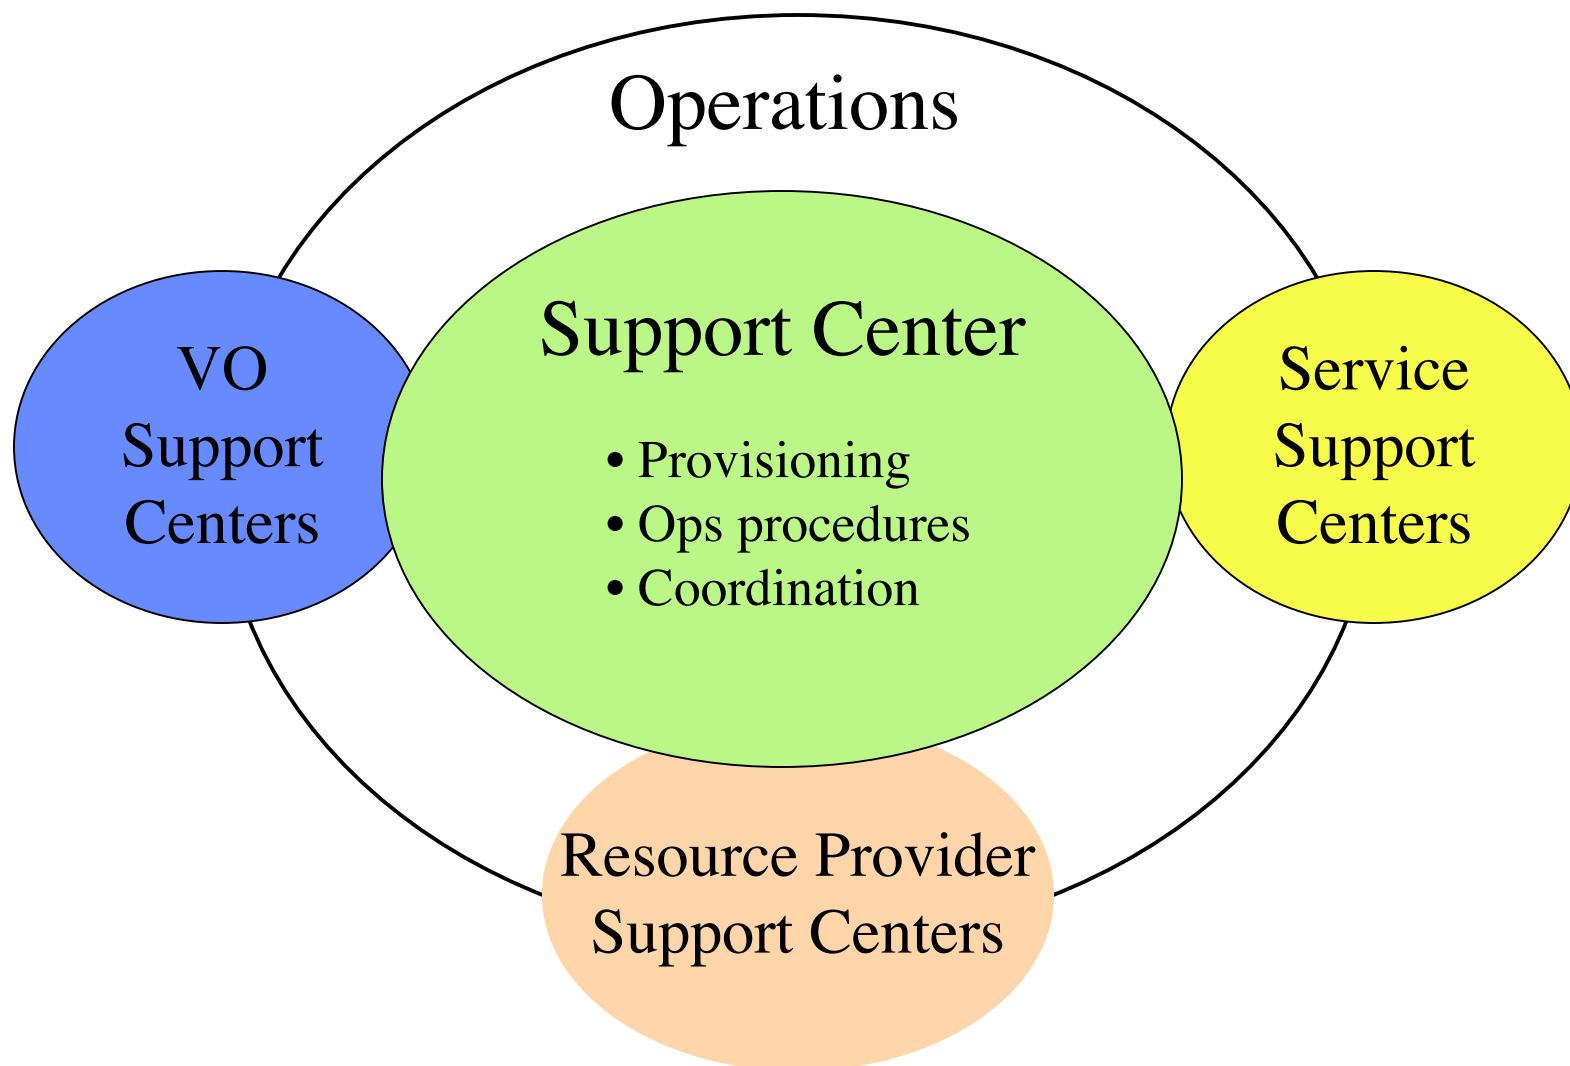 Operations
Support Center
• Provisioning
• Ops procedures
• Coordination
VO
Support
Centers
Service
Support
Centers
Resource Provider
Support Centers